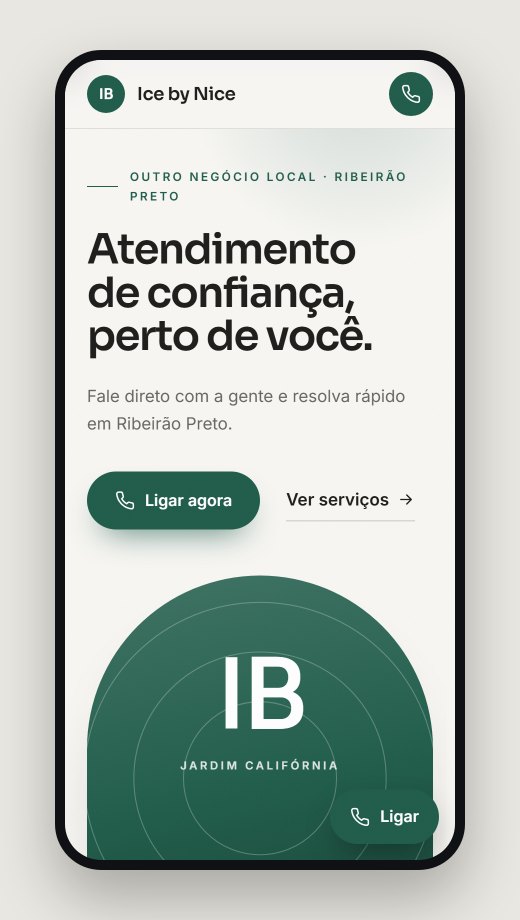 IB Ice by Nice
OUTRO NEGÓCIO LOCAL · RIBEIRÃO
PRETO
Atendimento
de confiança,
perto de você.
Fale direto com a gente e resolva rápido
em Ribeirão Preto.
Ligar agora
Ver serviços →
IB
JARDIM CALIFÓRNIA
Ligar